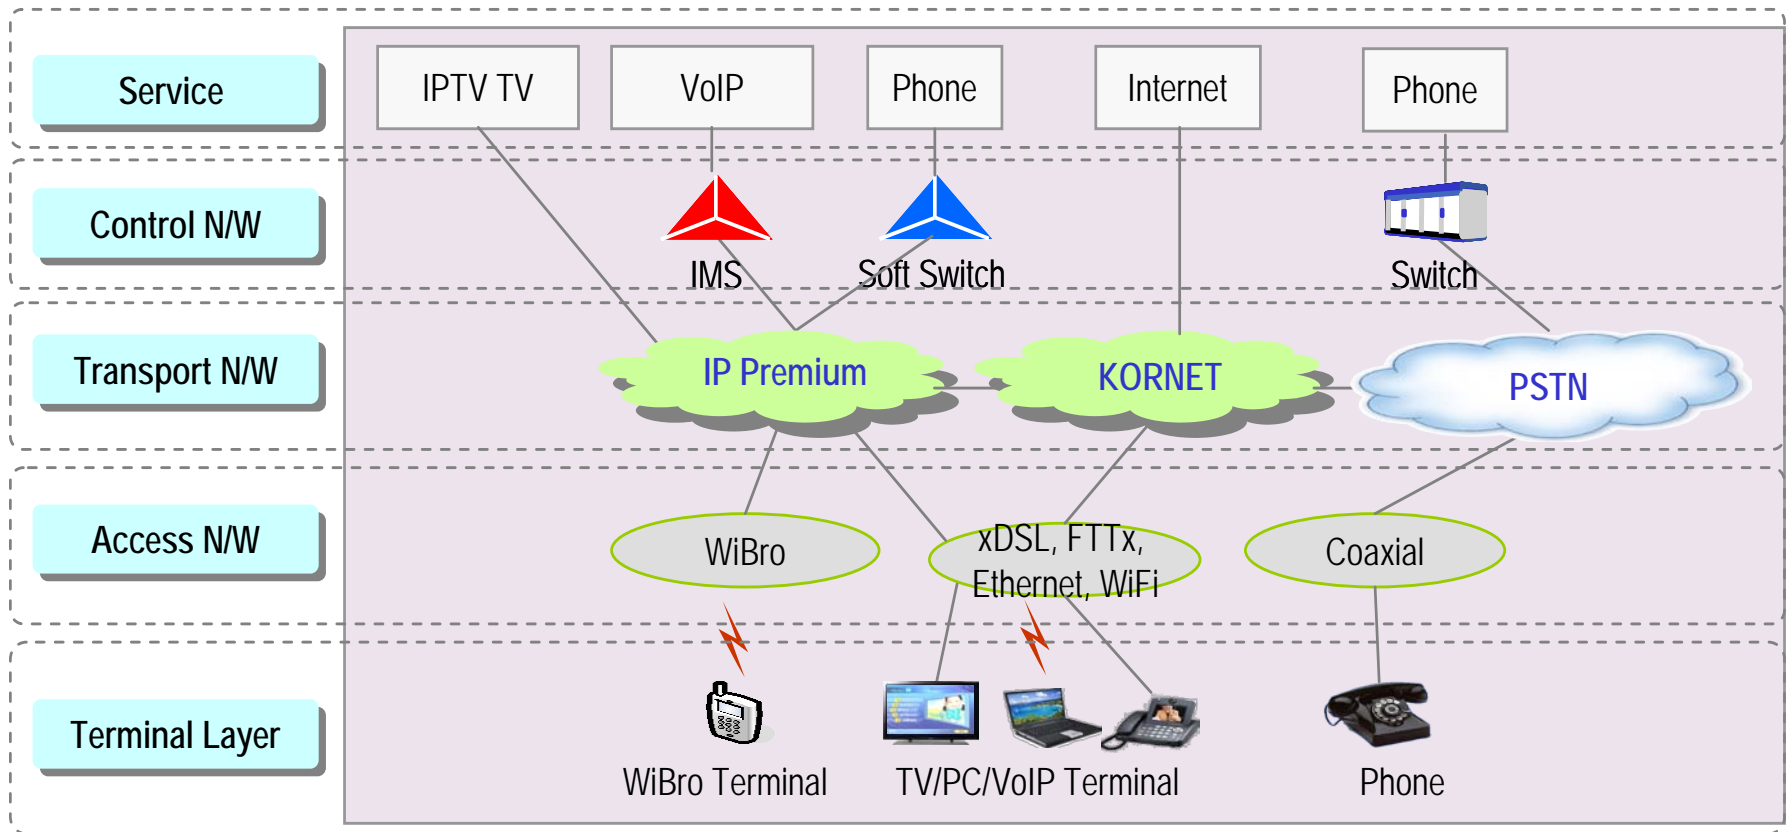 Service
IPTV TV
VoIP
Phone
Internet
Phone
Control N/W
IMS
Soft Switch
Switch
Transport N/W
IP Premium
KORNET
PSTN
Access N/W
WiBro
xDSL, FTTx,
Ethernet, WiFi
Coaxial
Terminal Layer
WiBro Terminal
TV/PC/VoIP Terminal
Phone